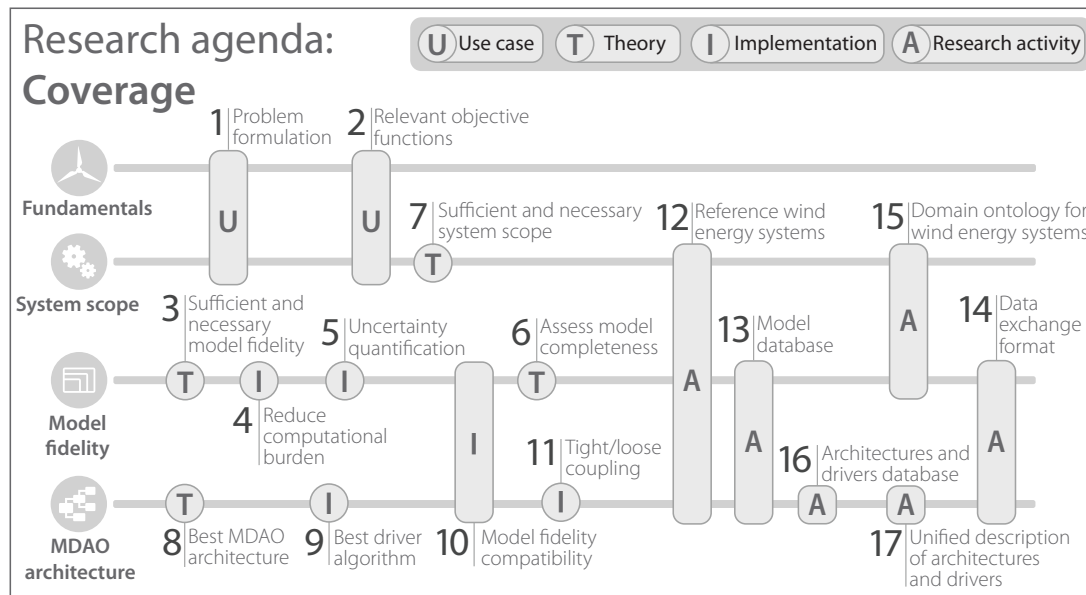 Research agenda:
Coverage
U Use case
T Theory
I Implementation
A Research activity
1 Problem
formulation
2 Relevant objective
functions
Fundamentals
U
U
7 Sufficient and necessary
system scope
12 Reference wind
energy systems
15 Domain ontology for
wind energy systems
System scope
T
3 Sufficient and
necessary
model fidelity
5 Uncertainty
quantification
6 Assess model
completeness
13 Model
database
14 Data
exchange
format
A
Model
fidelity
T
I
I
T
A
4 Reduce
computational
burden
I
11 Tight/loose
coupling
A
16 Architectures and
drivers database
A
MDAO
architecture
T
I
I
A
A
8 Best MDAO
architecture
9 Best driver
algorithm
10 Model fidelity
compatibility
17 Unified description
of architectures
and drivers